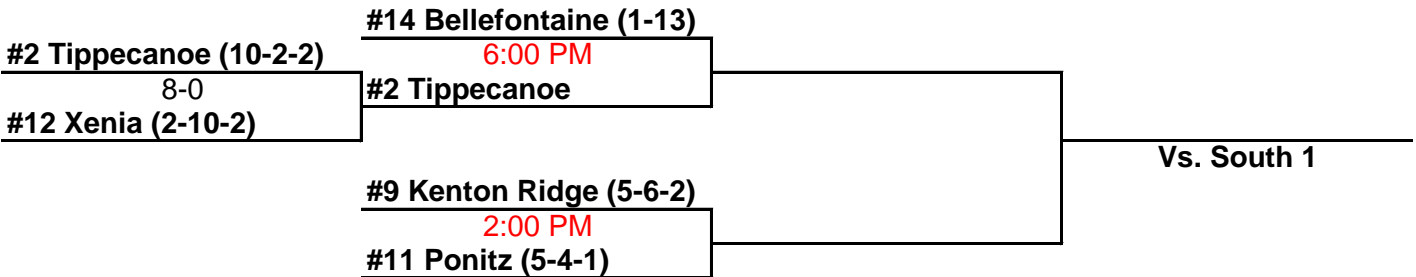 #14 Bellefontaine (1-13)
#2 Tippecanoe (10-2-2)
6:00 PM
8-0
#2 Tippecanoe
#12 Xenia (2-10-2)
Vs. South 1
#9 Kenton Ridge (5-6-2)
2:00 PM
#11 Ponitz (5-4-1)